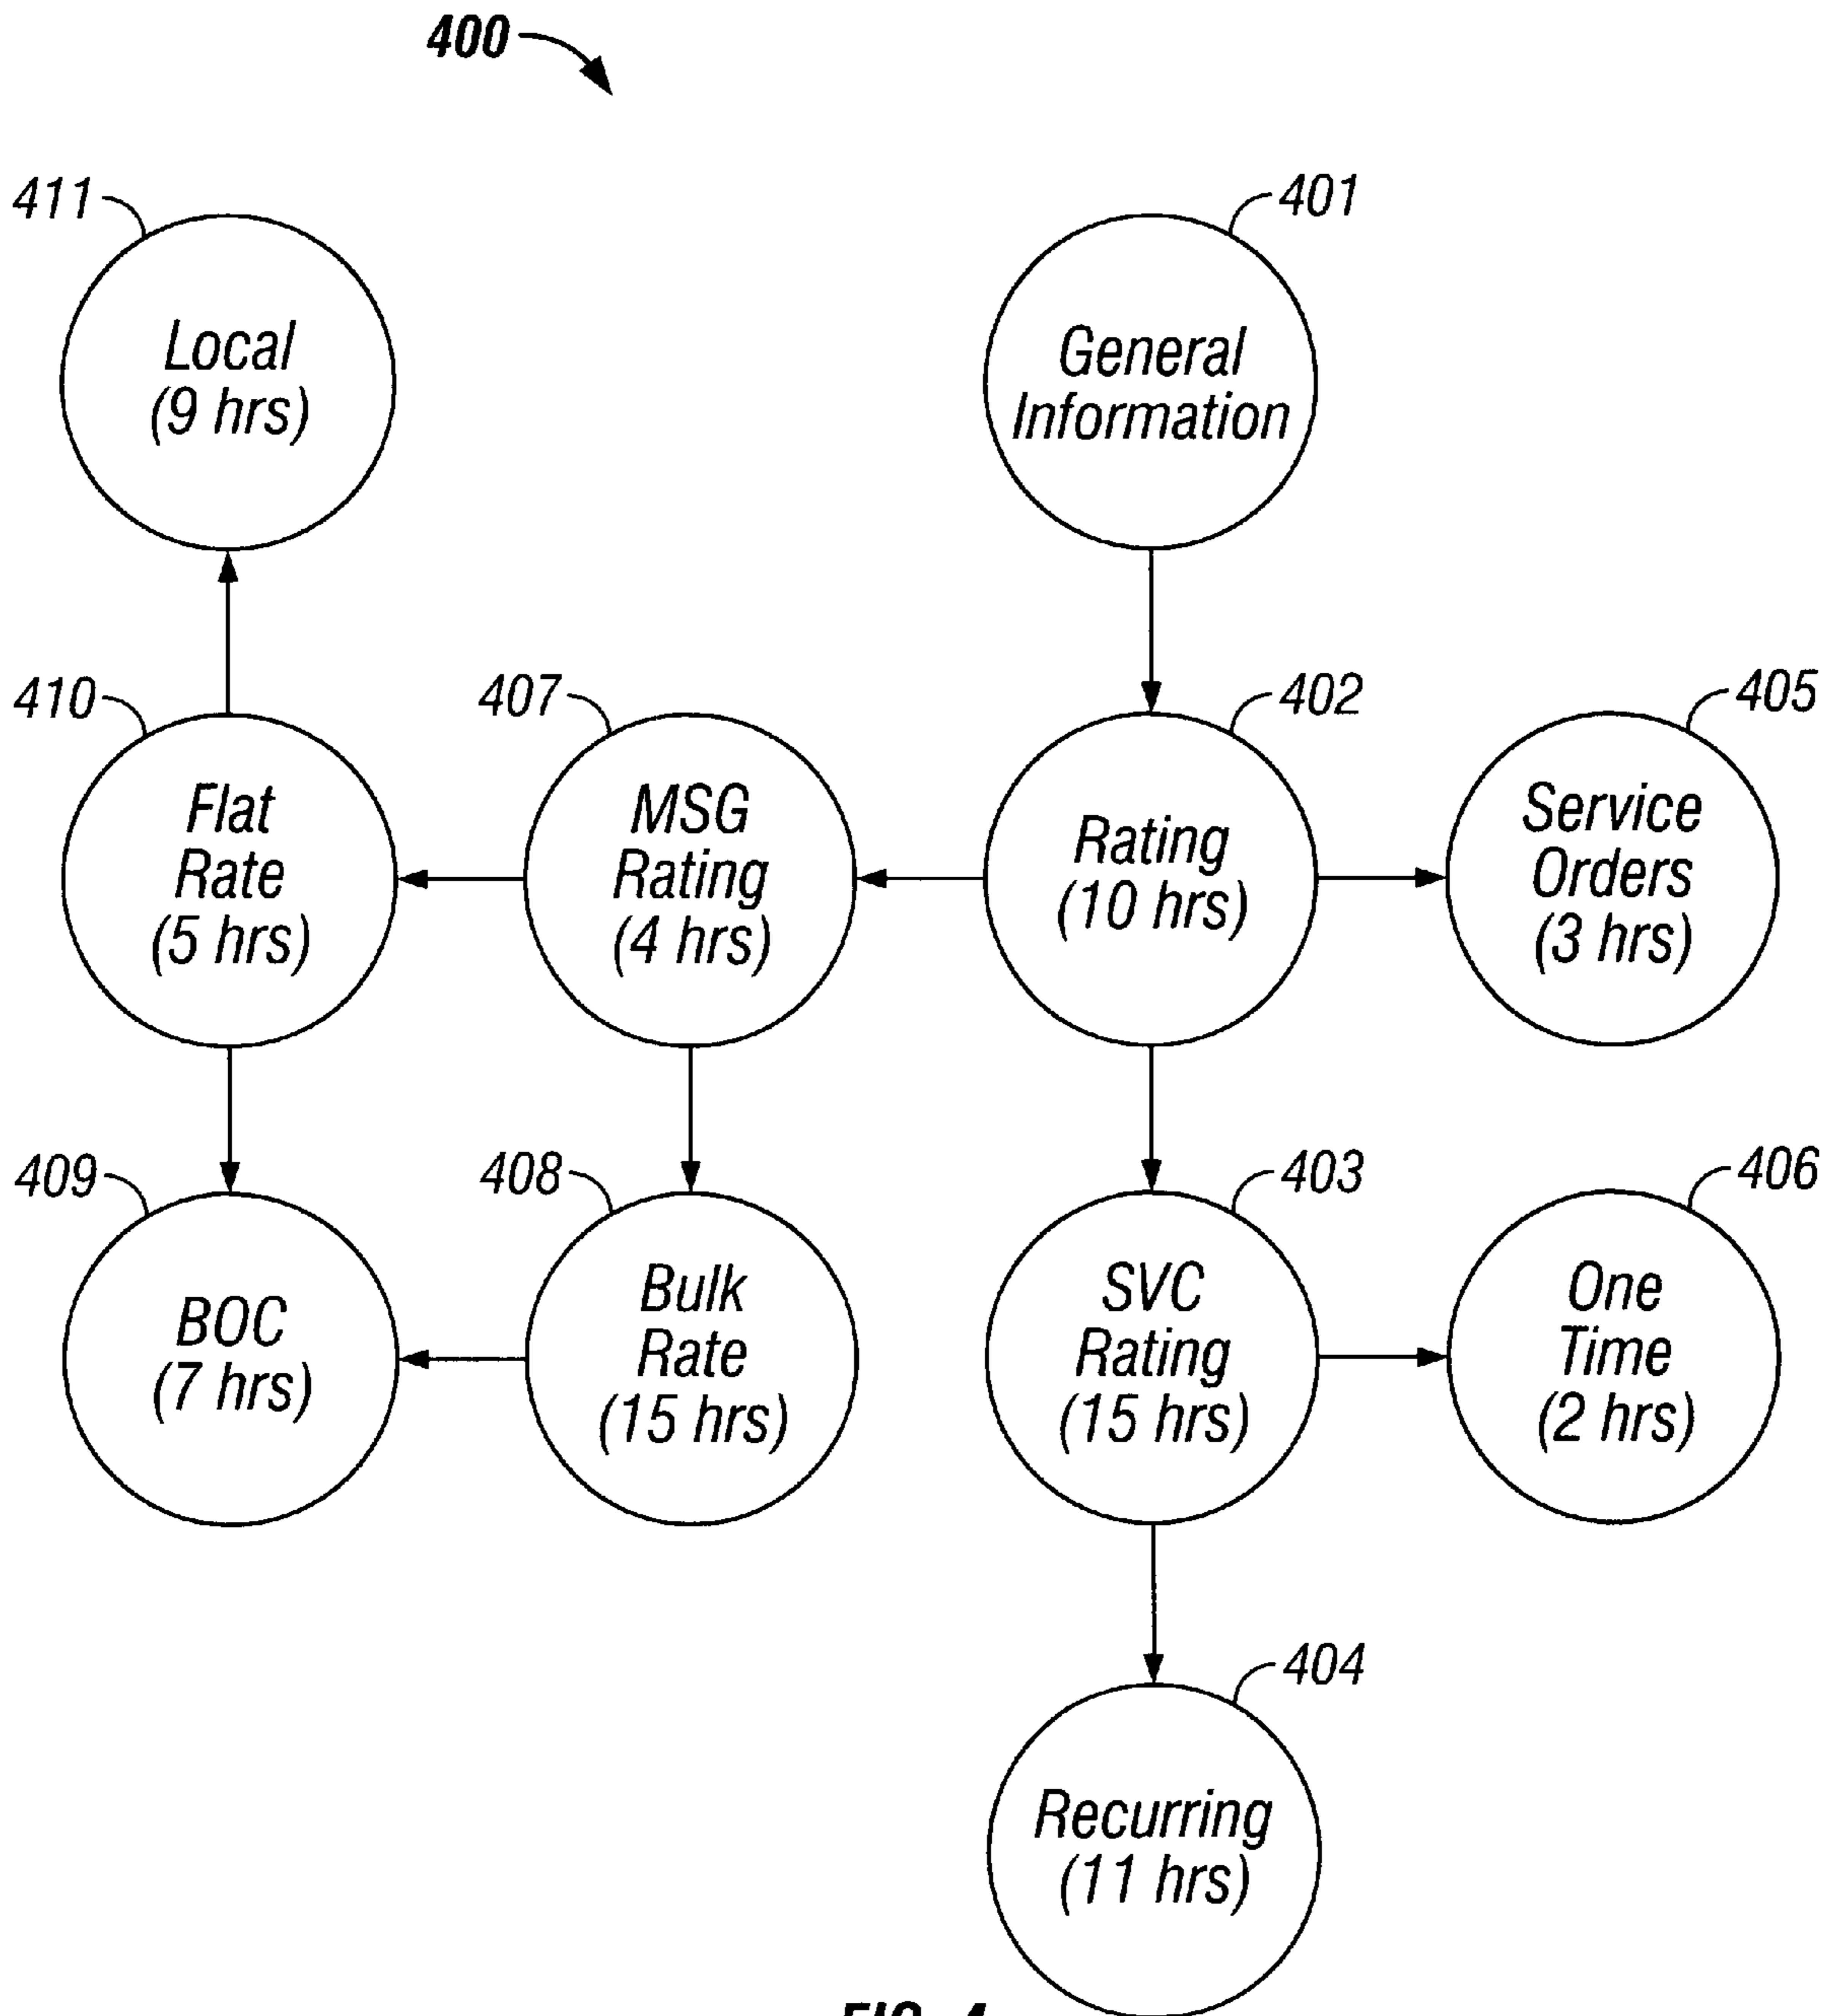 400
411
401
Local
(9 hrs)
General
Information
410
407
402
405
Flat
Rate
(5 hrs)
MSG
Rating
(4 hrs)
Rating
(10 hrs)
Service
Orders
(3 hrs)
409
408
403
406
BOC
(7 hrs)
Bulk
Rate
(15 hrs)
SVC
Rating
(15 hrs)
One
Time
(2 hrs)
404
Recurring
(11 hrs)